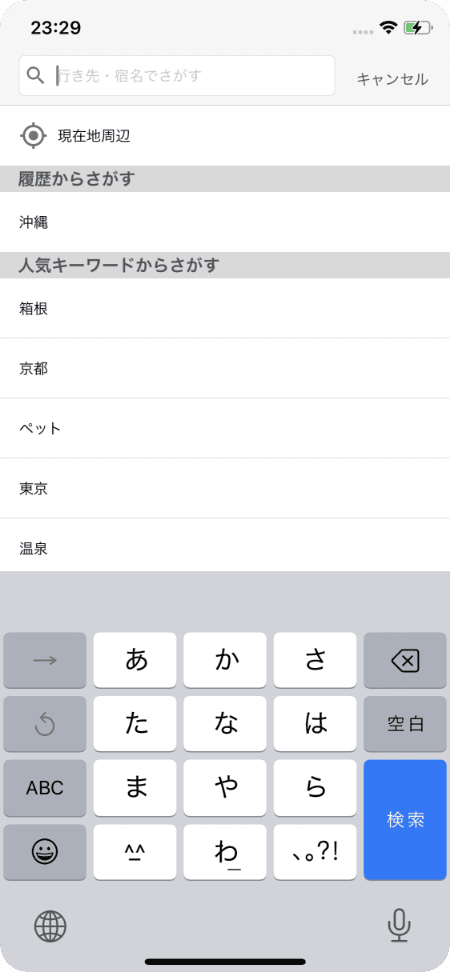 23:29
行き先・宿名でさがす
キャンセル
現在地周辺
履歴からさがす
沖縄
人気キーワードからさがす
箱根
京都
ペット
東京
温泉
→ あ か さ
た な は 空白
ABC ま や ら 検索
^_^ わ_ 、。?!